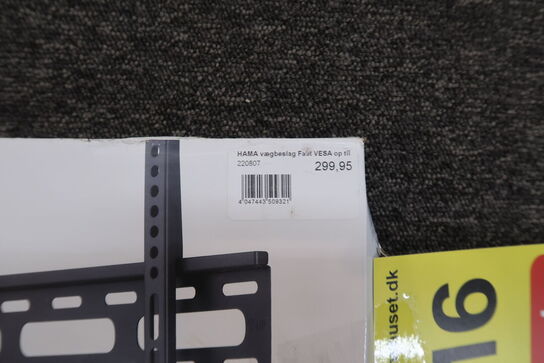 HAMA vægbeslag Fast VESA op til
220807
299,95
4 047443 509321
uset.dk
16